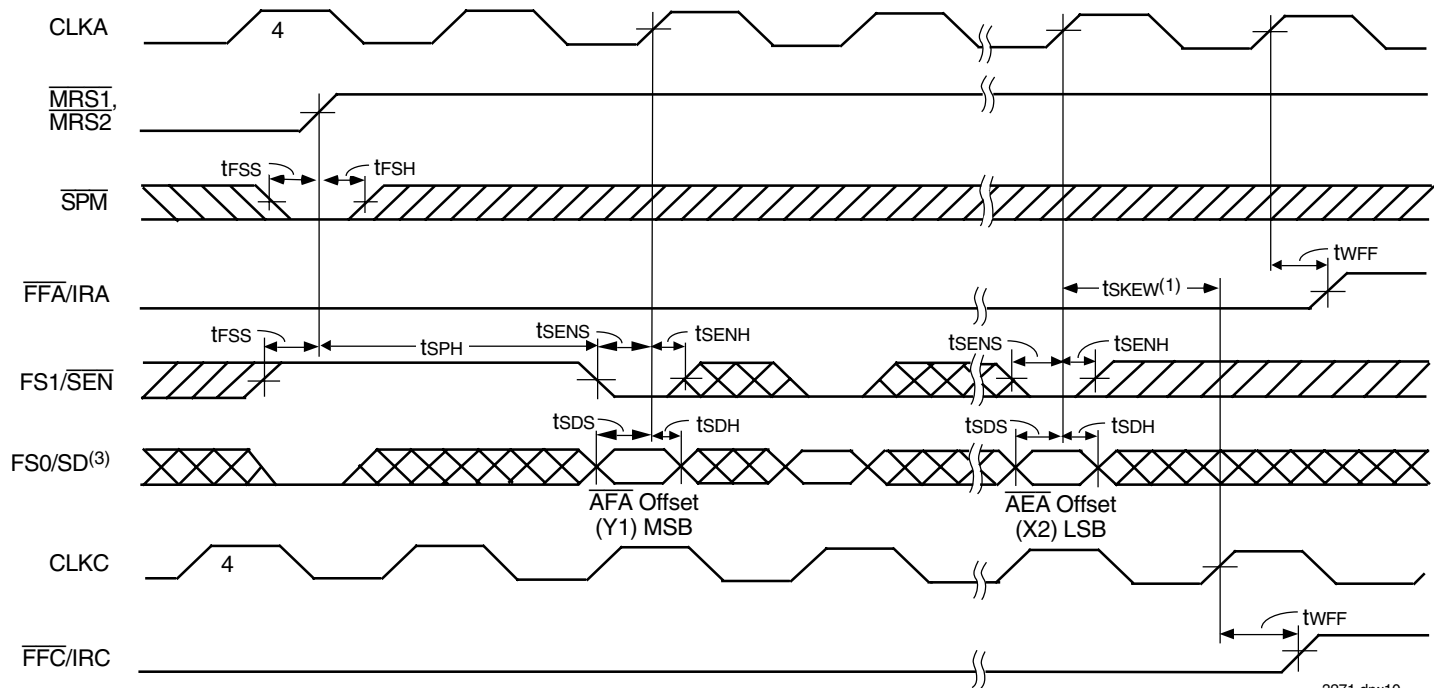 CLKA
4
MRS1,
MRS2
tFSS
tFSH
SPM
tWFF
FFA/IRA
tSKEW(1)
tFSS
tSPH
tSENS
tSENH
tSENS
tSENH
FS1/SEN
tSDS
tSDH
tSDS
tSDH
FS0/SD(3)
AFA Offset
(Y1) MSB
AEA Offset
(X2) LSB
CLKC
4
tWFF
FFC/IRC